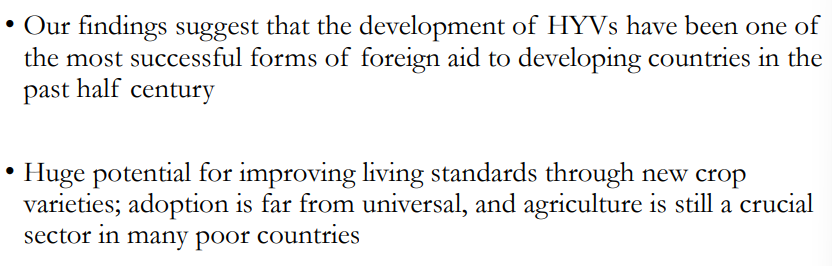 • Our findings suggest that the development of HYVs have been one of
the most successful forms of foreign aid to developing countries in the
past half century
• Huge potential for improving living standards through new crop
varieties; adoption is far from universal, and agriculture is still a crucial
sector in many poor countries